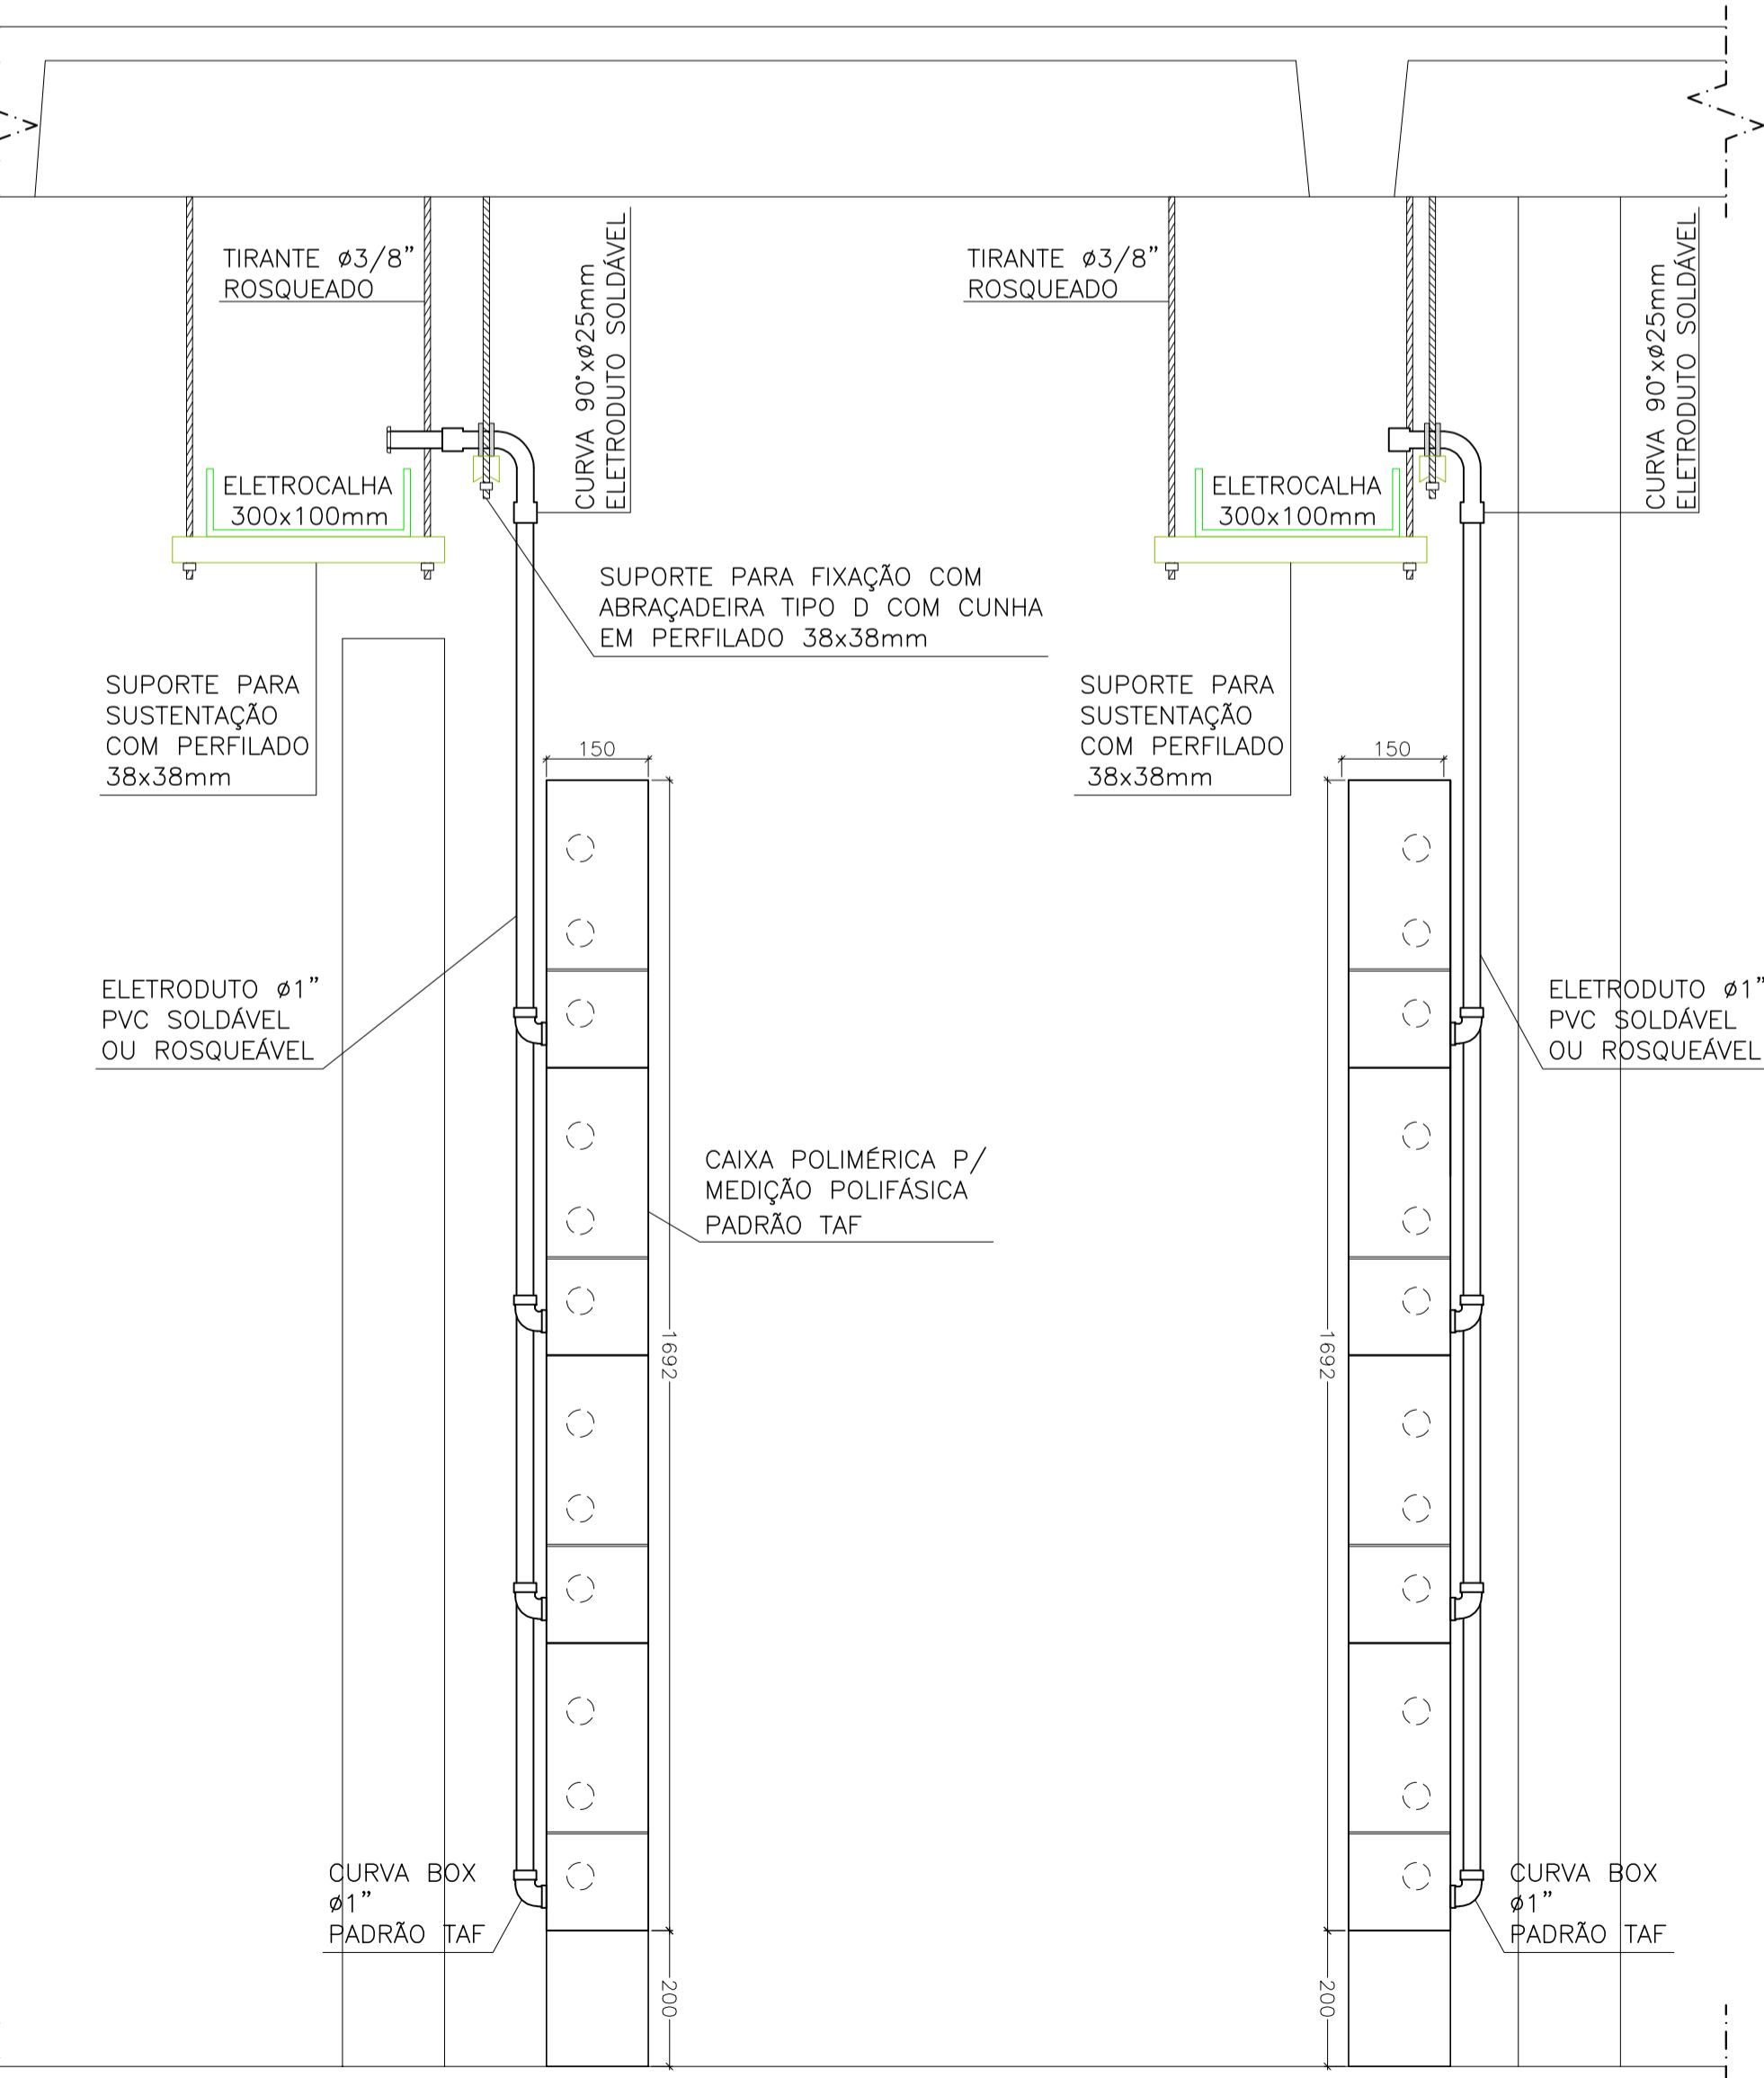 TIRANTE ø3/8"
ROSQUEADO
CURVA 90°xø25mm
ELETRODUTO SOLDÁVEL
TIRANTE ø3/8"
ROSQUEADO
CURVA 90°xø25mm
ELETRODUTO SOLDÁVEL
ELETROCALHA
300x100mm
ELETROCALHA
300x100mm
SUPORTE PARA FIXAÇÃO COM
ABRAÇADEIRA TIPO D COM CUNHA
EM PERFILADO 38x38mm
SUPORTE PARA
SUSTENTAÇÃO
COM PERFILADO
38x38mm
SUPORTE PARA
SUSTENTAÇÃO
COM PERFILADO
38x38mm
150
150
ELETRODUTO ø1"
PVC SOLDÁVEL
OU ROSQUEÁVEL
ELETRODUTO ø1"
PVC SOLDÁVEL
OU ROSQUEÁVEL
CAIXA POLIMÉRICA P/
MEDIÇÃO POLIFÁSICA
PADRÃO TAF
1692
1692
CURVA BOX
ø1"
PADRÃO TAF
CURVA BOX
ø1"
PADRÃO TAF
200
200